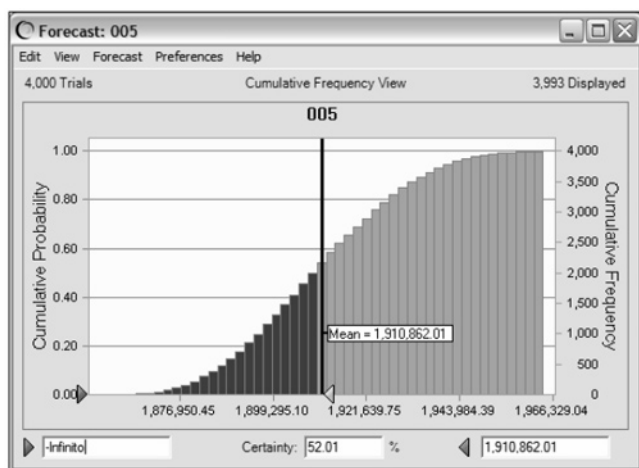 Forecast: 005
Edit View Forecast Preferences Help
4,000 Trials Cumulative Frequency View 3,993 Displayed
005
Cumulative Probability
1.00
0.80
0.60
0.40
0.20
0.00
Mean = 1,910,862.01
4,000
3,500
3,000
2,500
2,000
1,500
1,000
500
0
Cumulative Frequency
1,876,950.45 1,899,295.10 1,921,639.75 1,943,984.39 1,966,329.04
-Infinito Certainty: 52.01 % 1,910,862.01